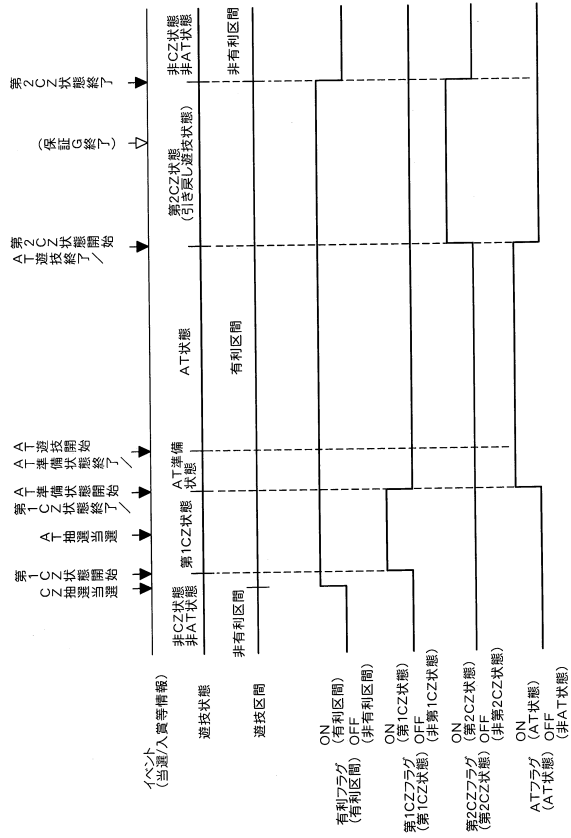 イベント
(当選/入賞等情報)
CZ抽選当選
第1CZ状態開始
AT抽選当選
第1CZ状態終了/
AT準備状態開始
AT準備状態終了/
AT遊技開始
AT遊技終了/
第2CZ状態開始
(保証G終了)
第2CZ状態終了
遊技状態
非CZ状態
非AT状態
第1CZ状態
AT準備
状態
AT状態
第2CZ状態
(引き戻し遊技状態)
非CZ状態
非AT状態
遊技区間
非有利区間
有利区間
非有利区間
有利フラグ
(有利区間)
ON
(有利区間)
OFF
(非有利区間)
第1CZフラグ
(第1CZ状態)
ON
(第1CZ状態)
OFF
(非第1CZ状態)
第2CZフラグ
(第2CZ状態)
ON
(第2CZ状態)
OFF
(非第2CZ状態)
ATフラグ
(AT状態)
ON
(AT状態)
OFF
(非AT状態)